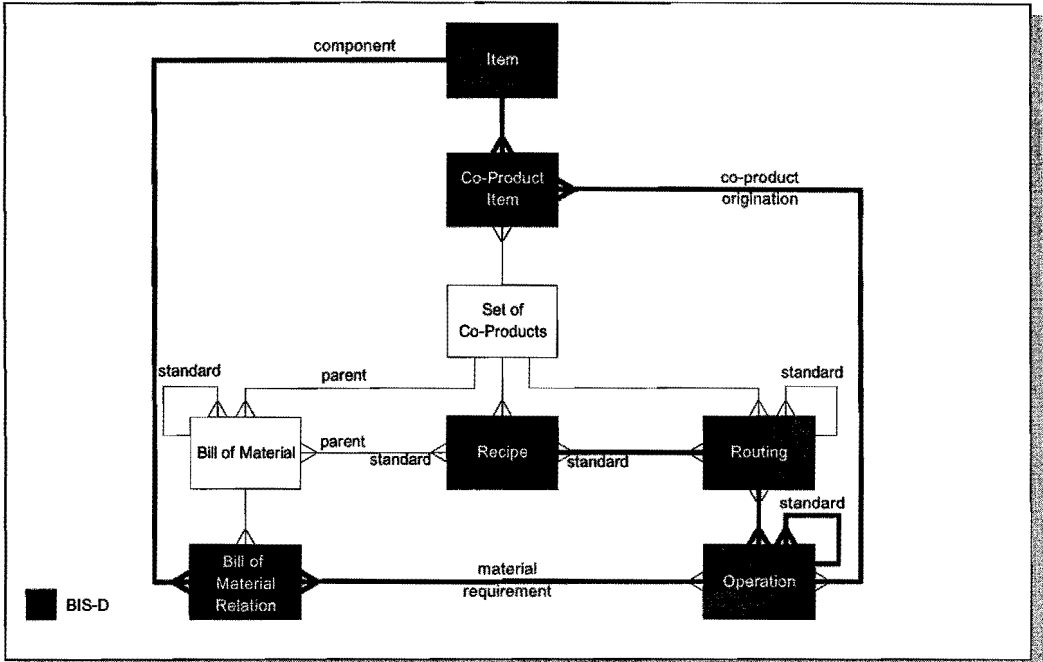 component
Item
Co-Product
Item
co-product
origination
Set of
Co-Products
standard
parent
standard
Bill of Material
parent
standard
Recipe
standard
Routing
standard
Bill of
Material
Relation
material
requirement
Operation
BIS-D